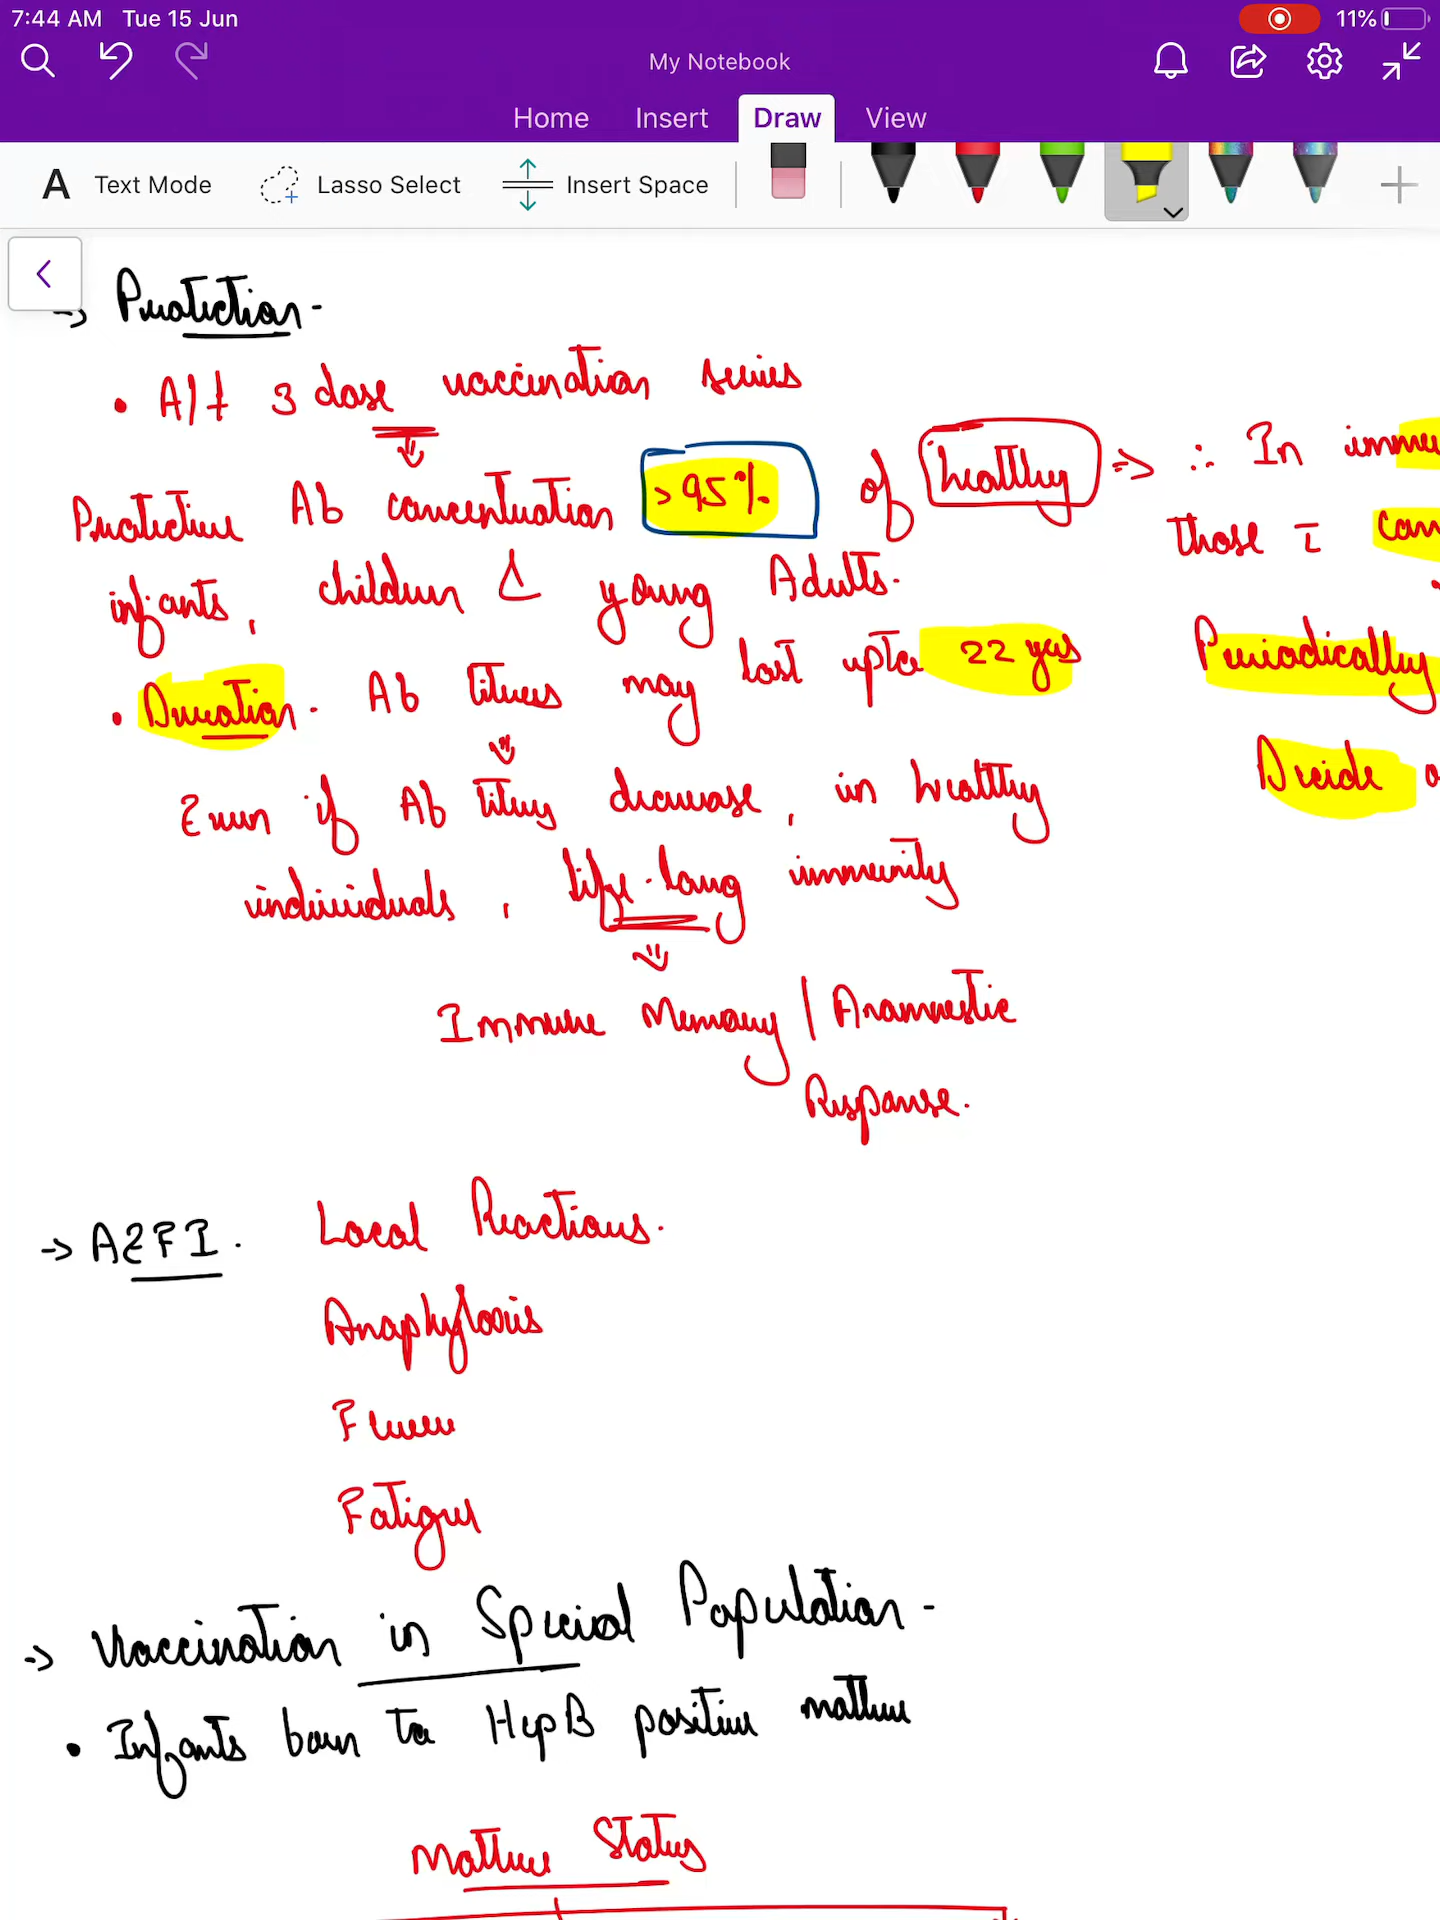 7:44 AM Tue 15 Jun
11%
My Notebook
Home Insert Draw View
A Text Mode Lasso Select Insert Space
→ Protection -
• A/f 3 dose vaccination series
Protective Ab concentration >95% of healthy => ∴ In immu
infants, children & young Adults. those c com
• Duration - Ab titres may last upto 22 yrs Periodically
Even if Ab titres decrease, in healthy Decide
individuals, life-long immunity
Immune Memory / Anamnestic
Response.
→ AEFI. Local Reactions.
Anaphylaxis
Fever
Fatigue
→ Vaccination in Special Population -
• Infants born to HepB positive mother
Mother Status